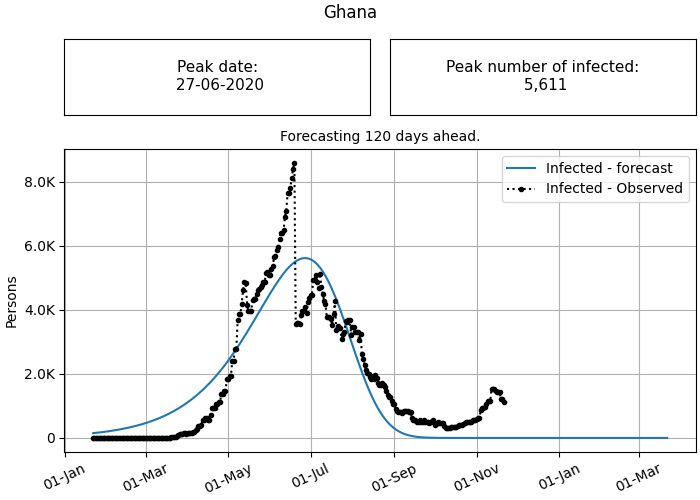 Ghana
Peak date:
27-06-2020
Peak number of infected:
5,611
Forecasting 120 days ahead.
Infected - forecast
Infected - Observed
8.0K
6.0K
4.0K
2.0K
0
Persons
01-Jan
01-Mar
01-May
01-Jul
01-Sep
01-Nov
01-Jan
01-Mar